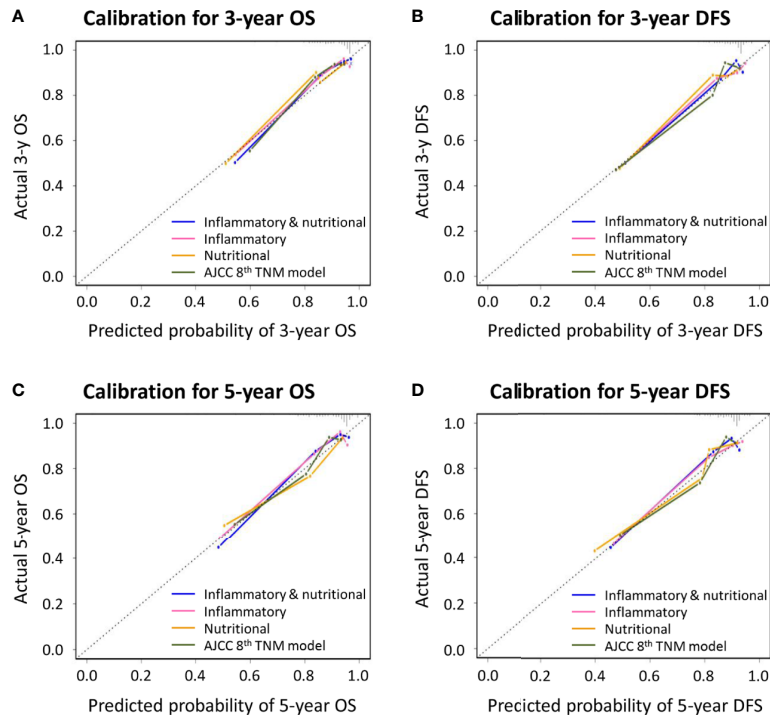 A Calibration for 3-year OS
Actual 3-y OS
1.0
0.8
0.6
0.4
0.2
0.0
Inflammatory & nutritional
Inflammatory
Nutritional
AJCC 8th TNM model
0.0 0.2 0.4 0.6 0.8 1.0
Predicted probability of 3-year OS
B Calibration for 3-year DFS
Actual 3-y DFS
1.0
0.8
0.6
0.4
0.2
0.0
Inflammatory & nutritional
Inflammatory
Nutritional
AJCC 8th TNM model
0.0 0.2 0.4 0.6 0.8 1.0
Predicted probability of 3-year DFS
C Calibration for 5-year OS
Actual 5-year OS
1.0
0.8
0.6
0.4
0.2
0.0
Inflammatory & nutritional
Inflammatory
Nutritional
AJCC 8th TNM model
0.0 0.2 0.4 0.6 0.8 1.0
Predicted probability of 5-year OS
D Calibration for 5-year DFS
Actual 5-year DFS
1.0
0.8
0.6
0.4
0.2
0.0
Inflammatory & nutritional
Inflammatory
Nutritional
AJCC 8th TNM model
0.0 0.2 0.4 0.6 0.8 1.0
Predicted probability of 5-year DFS